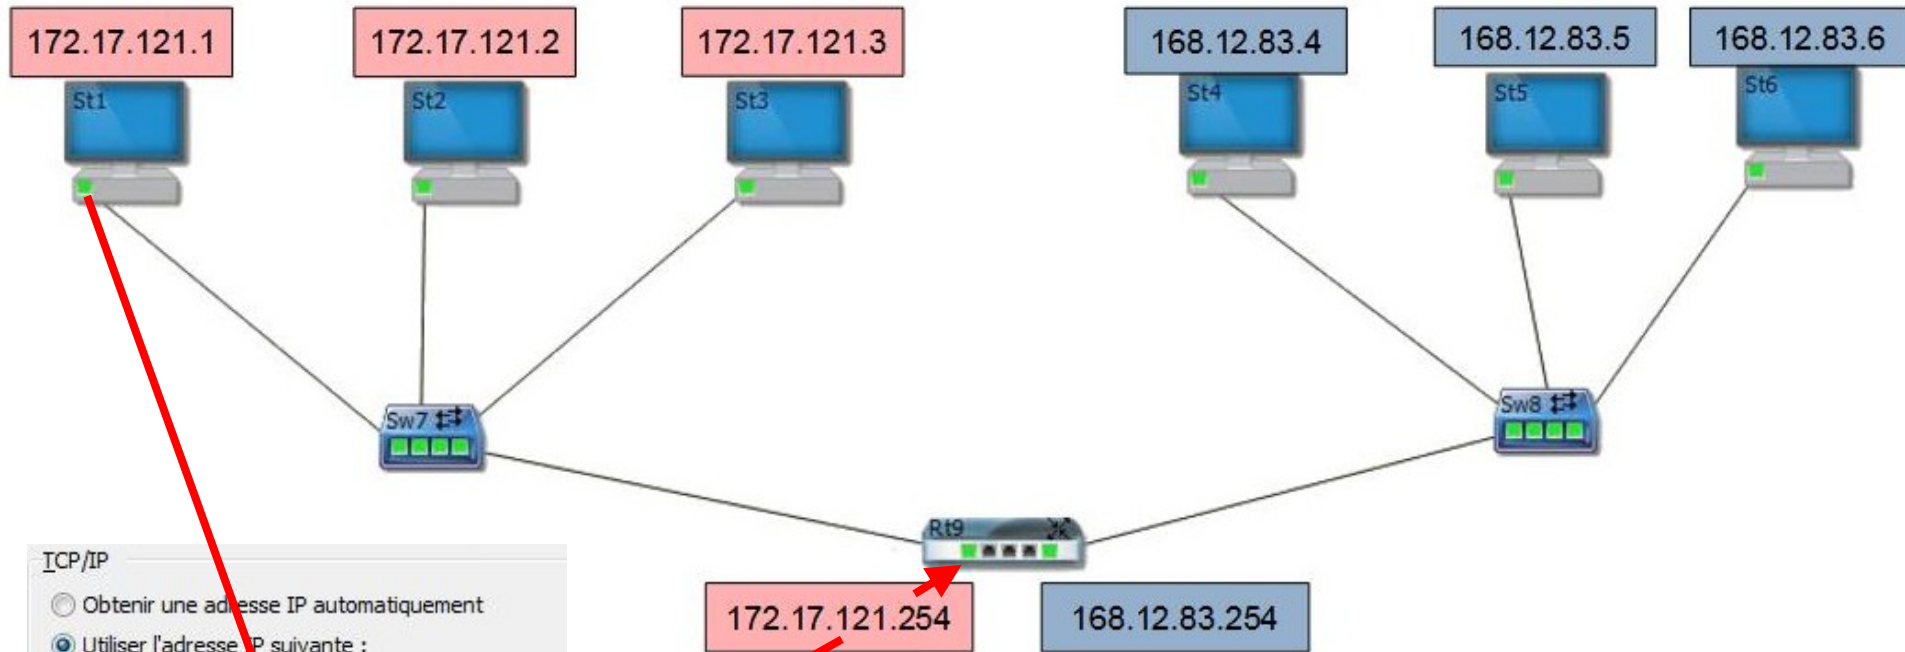 172.17.121.1
172.17.121.2
172.17.121.3
168.12.83.4
168.12.83.5
168.12.83.6
St1
St2
St3
St4
St5
St6
Sw7
Sw8
Rt9
172.17.121.254
168.12.83.254
TCP/IP
Obtenir une adresse IP automatiquement
Utiliser l'adresse IP suivante :